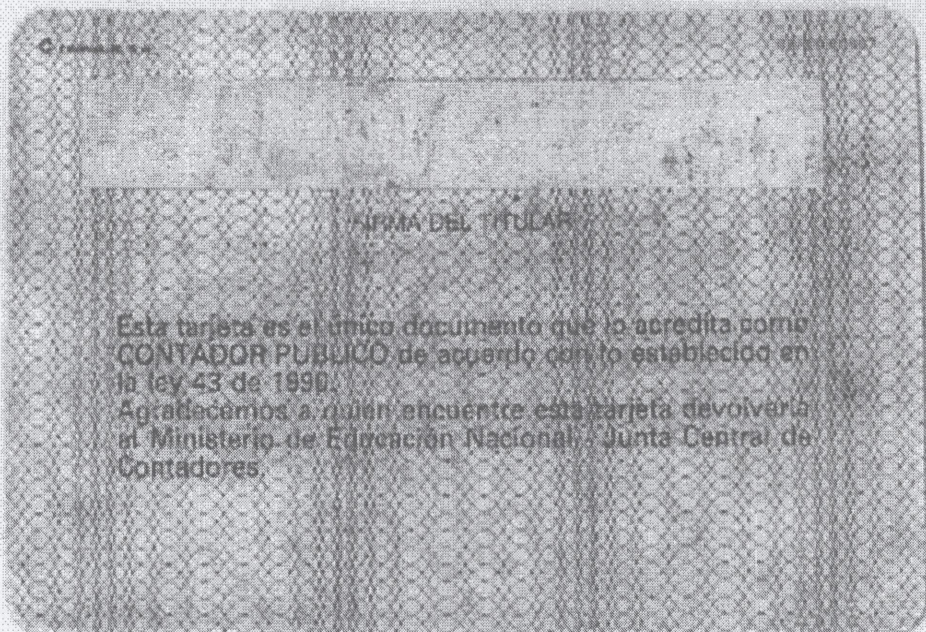 FIRMA DEL TITULAR
Esta tarjeta es el único documento que lo acredita como
CONTADOR PUBLICO de acuerdo con lo establecido en
la ley 43 de 1990.
Agradecemos a quien encuentre esta tarjeta devolverla
al Ministerio de Educación Nacional - Junta Central de
Contadores.